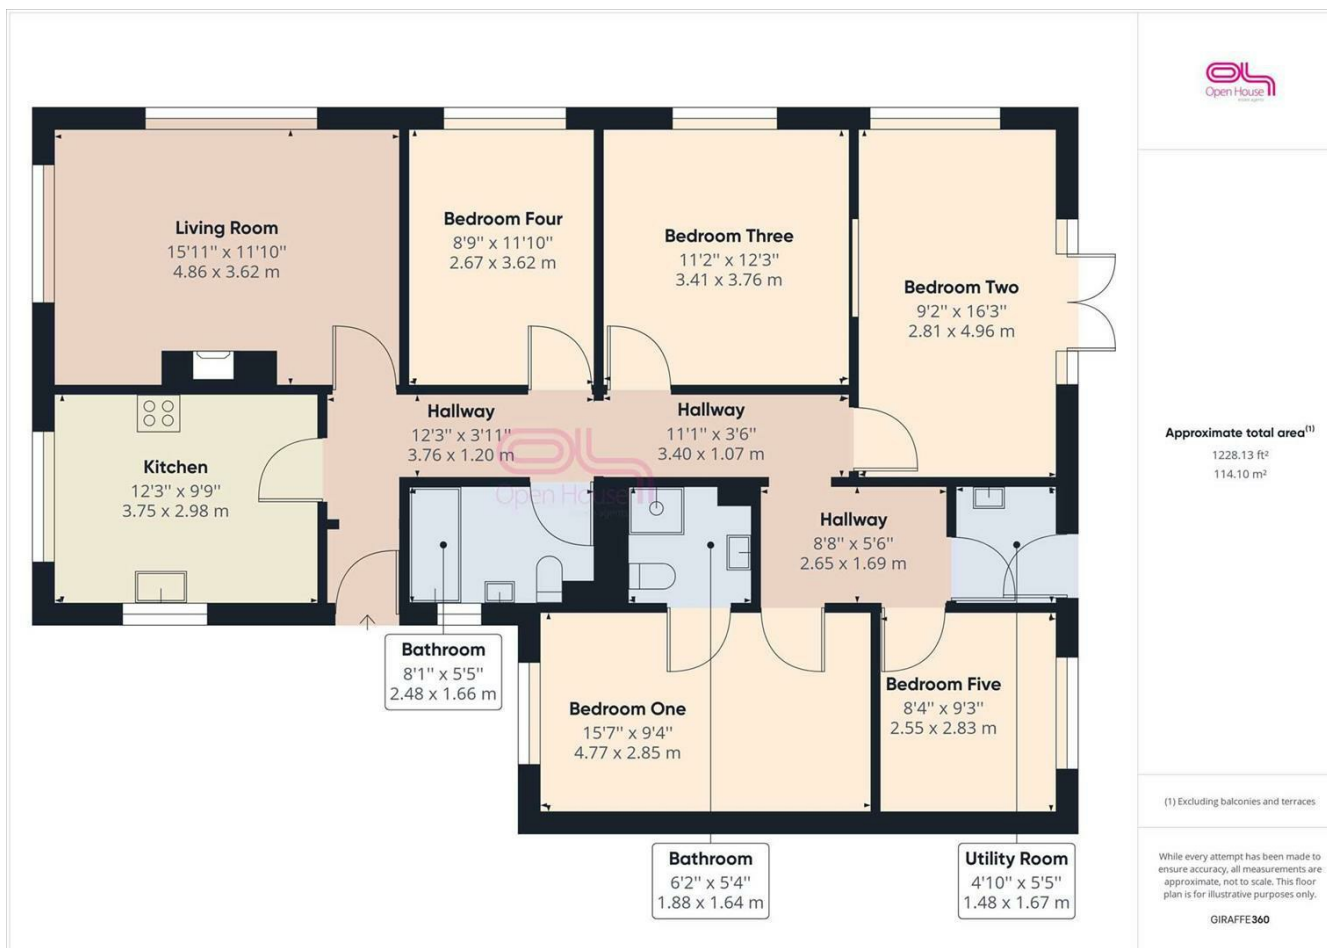 Open House
Living Room
15'11'' x 11'10''
4.86 x 3.62 m
Bedroom Four
8'9'' x 11'10''
2.67 x 3.62 m
Bedroom Three
11'2'' x 12'3''
3.41 x 3.76 m
Bedroom Two
9'2'' x 16'3''
2.81 x 4.96 m
Hallway
12'3'' x 3'11''
3.76 x 1.20 m
Hallway
11'1'' x 3'6''
3.40 x 1.07 m
Kitchen
12'3'' x 9'9''
3.75 x 2.98 m
Open House
Hallway
8'8'' x 5'6''
2.65 x 1.69 m
Bathroom
8'1'' x 5'5''
2.48 x 1.66 m
Bedroom One
15'7'' x 9'4''
4.77 x 2.85 m
Bedroom Five
8'4'' x 9'3''
2.55 x 2.83 m
Bathroom
6'2'' x 5'4''
1.88 x 1.64 m
Utility Room
4'10'' x 5'5''
1.48 x 1.67 m
Approximate total area(1)
1228.13 ft²
114.10 m²
(1) Excluding balconies and terraces
While every attempt has been made to
ensure accuracy, all measurements are
approximate, not to scale. This floor
plan is for illustrative purposes only.
GIRAFFE360